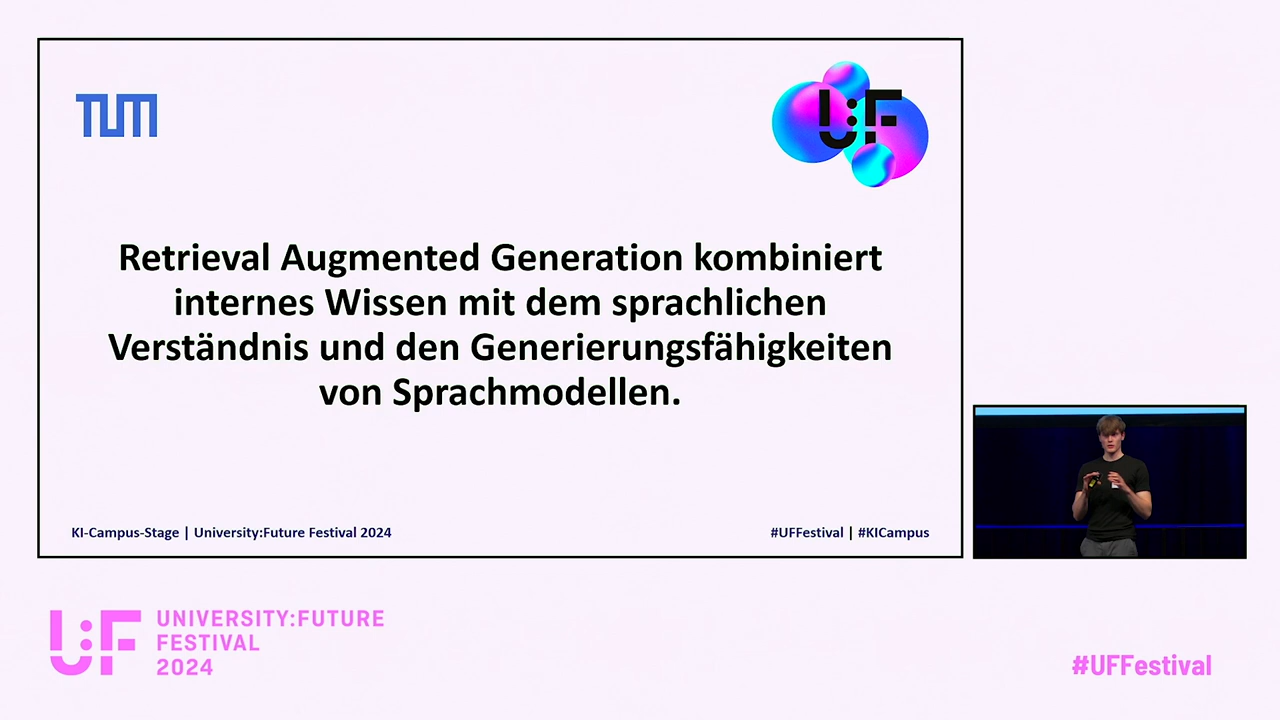 TUM
U:F
Retrieval Augmented Generation kombiniert
internes Wissen mit dem sprachlichen
Verständnis und den Generierungsfähigkeiten
von Sprachmodellen.
KI-Campus-Stage | University:Future Festival 2024
#UFFestival | #KICampus
U:F
UNIVERSITY:FUTURE
FESTIVAL
2024
#UFFestival